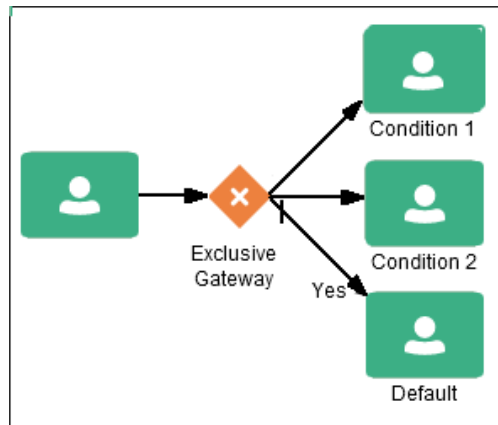 Condition 1
Exclusive
Gateway
Condition 2
Yes
Default